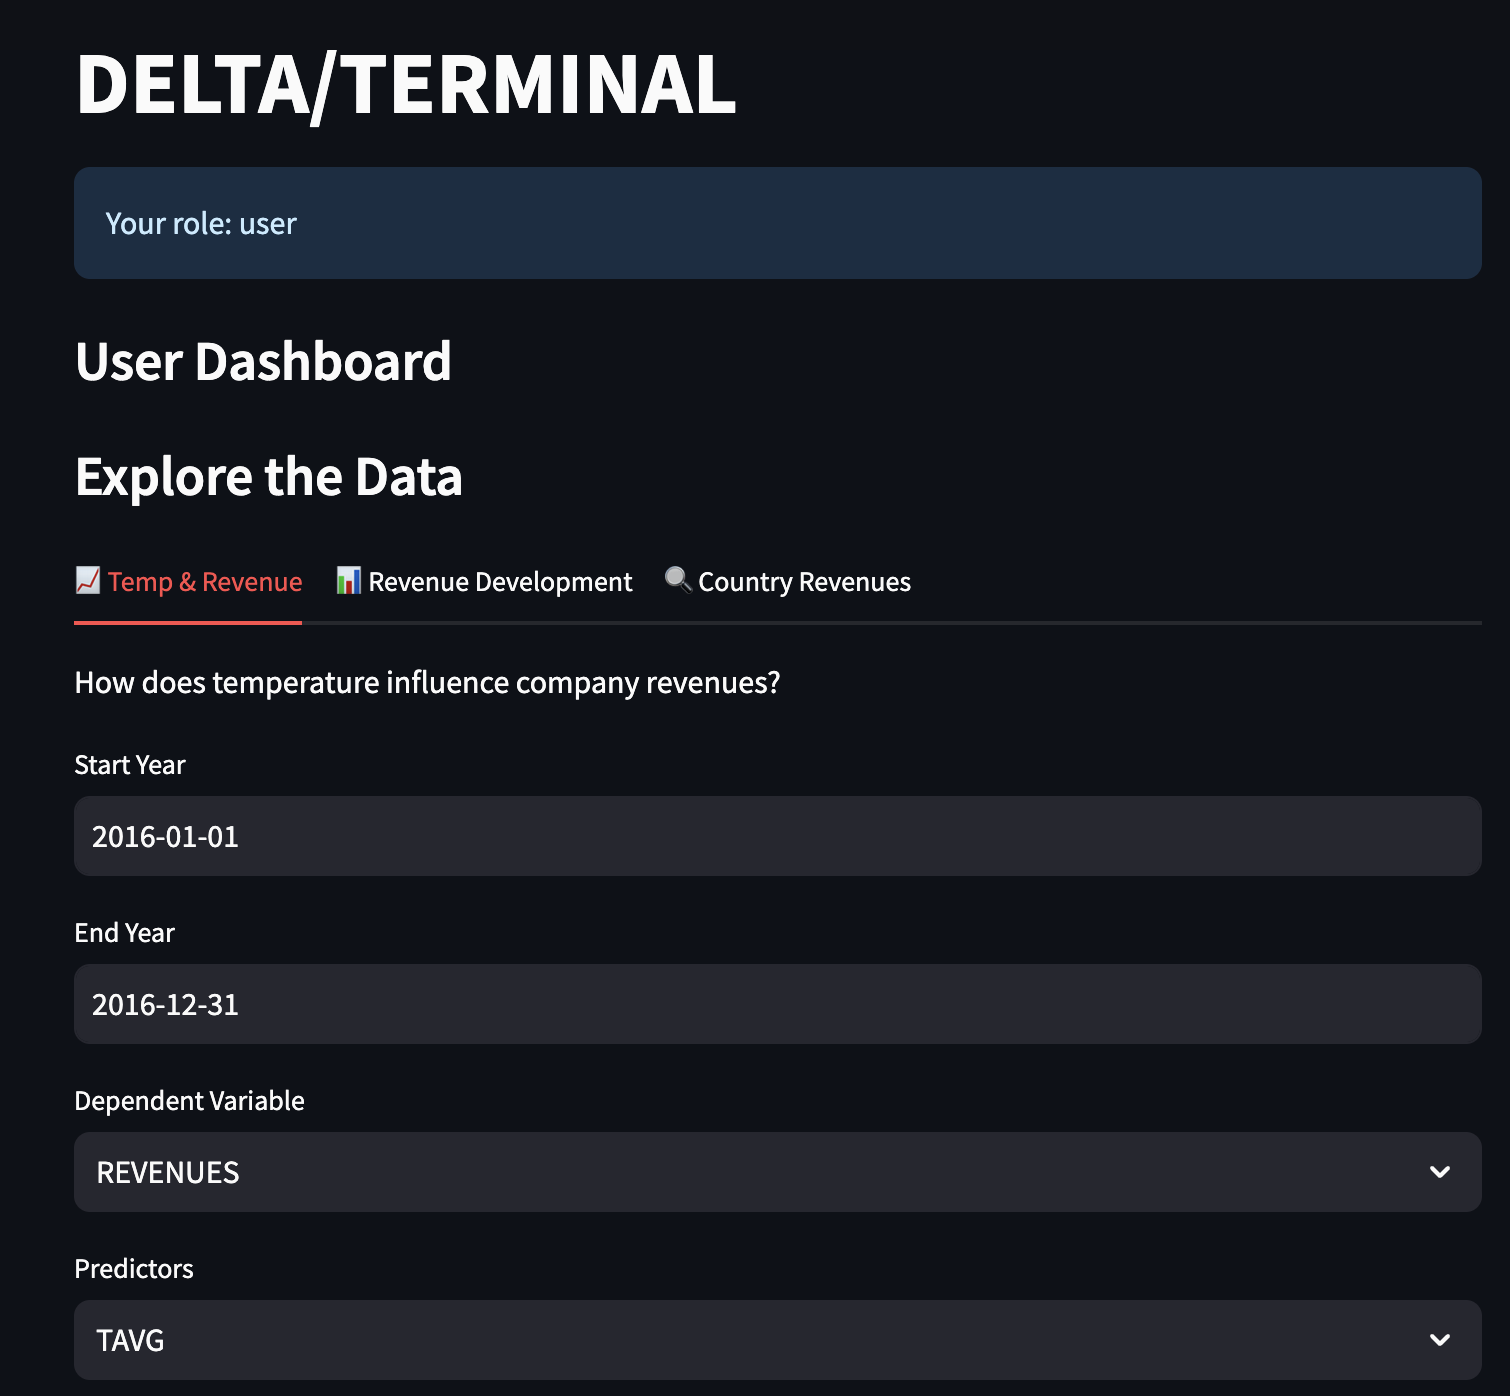 DELTA/TERMINAL
Your role: user
User Dashboard
Explore the Data
Temp & Revenue Revenue Development Country Revenues
How does temperature influence company revenues?
Start Year
2016-01-01
End Year
2016-12-31
Dependent Variable
REVENUES
Predictors
TAVG